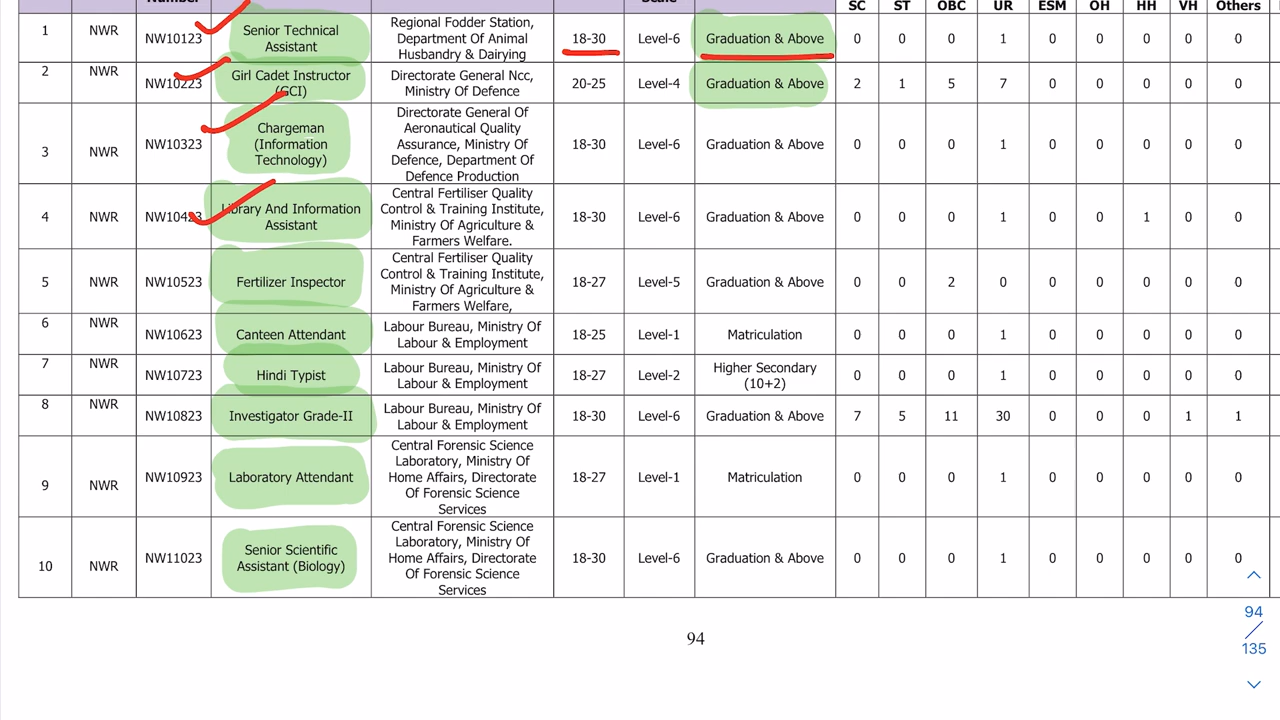 Number Scale
SC ST OBC UR ESM OH HH VH Others
1 NWR NW10123 Senior Technical Assistant Regional Fodder Station, Department Of Animal Husbandry & Dairying 18-30 Level-6 Graduation & Above 0 0 0 1 0 0 0 0 0
2 NWR NW10223 Girl Cadet Instructor (GCI) Directorate General Ncc, Ministry Of Defence 20-25 Level-4 Graduation & Above 2 1 5 7 0 0 0 0 0
3 NWR NW10323 Chargeman (Information Technology) Directorate General Of Aeronautical Quality Assurance, Ministry Of Defence, Department Of Defence Production 18-30 Level-6 Graduation & Above 0 0 0 1 0 0 0 0 0
4 NWR NW10423 Library And Information Assistant Central Fertiliser Quality Control & Training Institute, Ministry Of Agriculture & Farmers Welfare. 18-30 Level-6 Graduation & Above 0 0 0 1 0 0 1 0 0
5 NWR NW10523 Fertilizer Inspector Central Fertiliser Quality Control & Training Institute, Ministry Of Agriculture & Farmers Welfare, 18-27 Level-5 Graduation & Above 0 0 2 0 0 0 0 0 0
6 NWR NW10623 Canteen Attendant Labour Bureau, Ministry Of Labour & Employment 18-25 Level-1 Matriculation 0 0 0 1 0 0 0 0 0
7 NWR NW10723 Hindi Typist Labour Bureau, Ministry Of Labour & Employment 18-27 Level-2 Higher Secondary (10+2) 0 0 0 1 0 0 0 0 0
8 NWR NW10823 Investigator Grade-II Labour Bureau, Ministry Of Labour & Employment 18-30 Level-6 Graduation & Above 7 5 11 30 0 0 0 1 1
9 NWR NW10923 Laboratory Attendant Central Forensic Science Laboratory, Ministry Of Home Affairs, Directorate Of Forensic Science Services 18-27 Level-1 Matriculation 0 0 0 1 0 0 0 0 0
10 NWR NW11023 Senior Scientific Assistant (Biology) Central Forensic Science Laboratory, Ministry Of Home Affairs, Directorate Of Forensic Science Services 18-30 Level-6 Graduation & Above 0 0 0 1 0 0 0 0 0
94
94
135